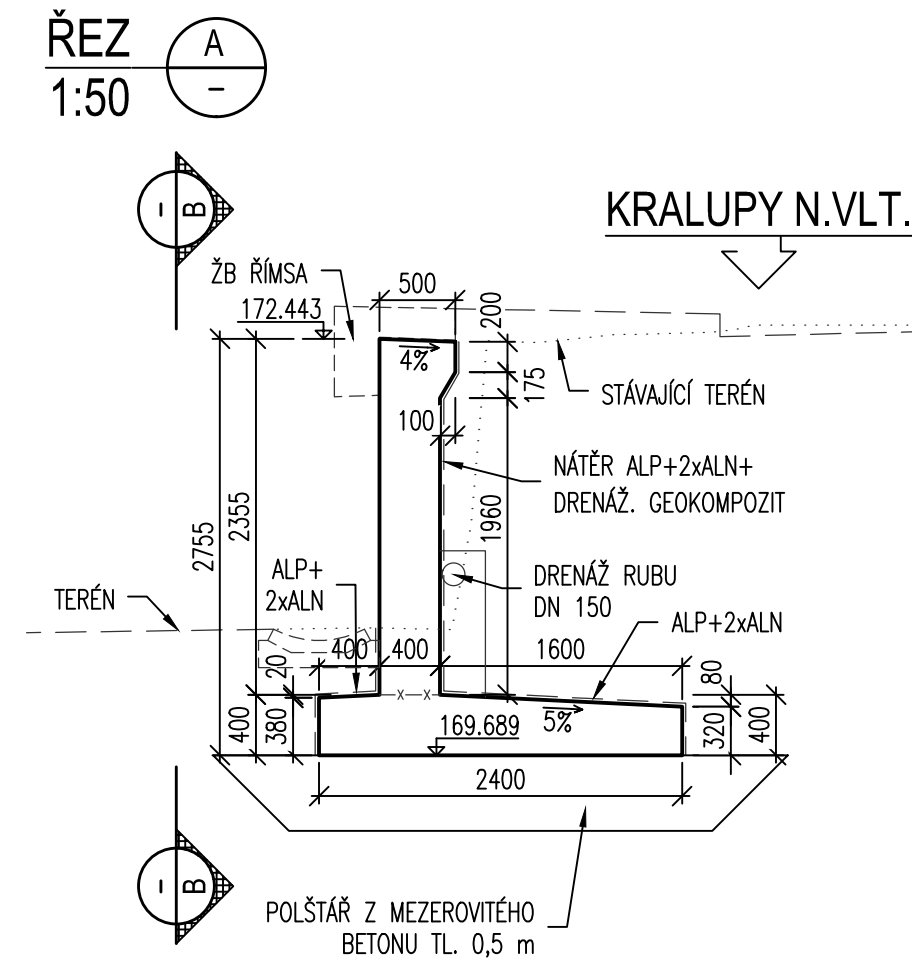 ŘEZ
A
1:50
–
– B
KRALUPY N.VLT.
ŽB ŘÍMSA
500
172.443
200
4%
175
STÁVAJÍCÍ TERÉN
100
NÁTĚR ALP+2xALN+
DRENÁŽ. GEOKOMPOZIT
2755
2355
1960
ALP+
2xALN
DRENÁŽ RUBU
DN 150
TERÉN
ALP+2xALN
400
400
1600
20
80
400
380
169.689
5%
320
400
2400
– B
POLŠTÁŘ Z MEZEROVITÉHO
BETONU TL. 0,5 m